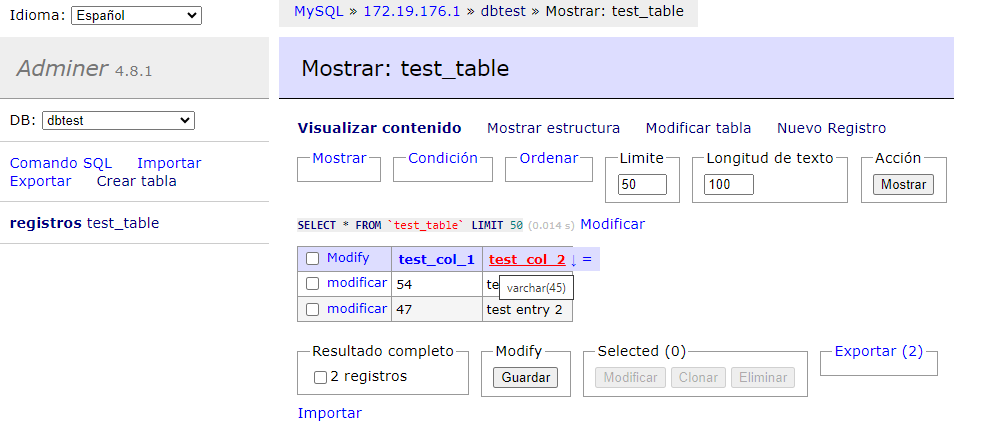 Idioma: Español
MySQL » 172.19.176.1 » dbtest » Mostrar: test_table
Adminer 4.8.1
Mostrar: test_table
DB: dbtest
Comando SQL Importar
Exportar Crear tabla
registros test_table
Visualizar contenido Mostrar estructura Modificar tabla Nuevo Registro
Mostrar Condición Ordenar Limite Longitud de texto Acción
50 100 Mostrar
SELECT * FROM `test_table` LIMIT 50 (0.014 s) Modificar
Modify test_col_1 test_col_2 ↓ =
modificar 54 te
varchar(45)
modificar 47 test entry 2
Resultado completo Modify Selected (0) Exportar (2)
2 registros Guardar Modificar Clonar Eliminar
Importar